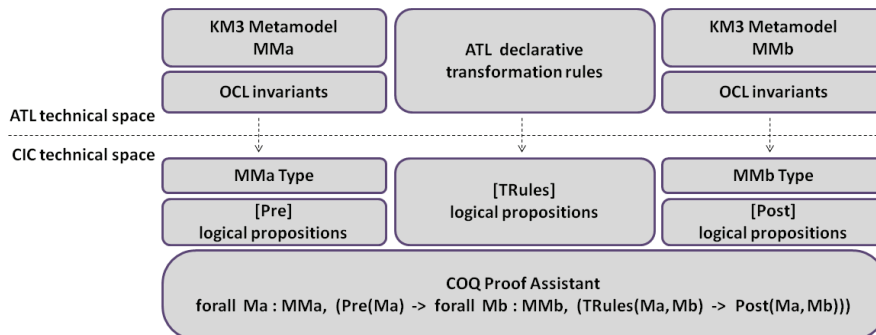 KM3 Metamodel
MMa
OCL invariants
ATL declarative
transformation rules
KM3 Metamodel
MMb
OCL invariants
ATL technical space
CIC technical space
MMa Type
[Pre]
logical propositions
[TRules]
logical propositions
MMb Type
[Post]
logical propositions
COQ Proof Assistant
forall Ma : MMa, (Pre(Ma) -> forall Mb : MMb, (TRules(Ma, Mb) -> Post(Ma, Mb)))